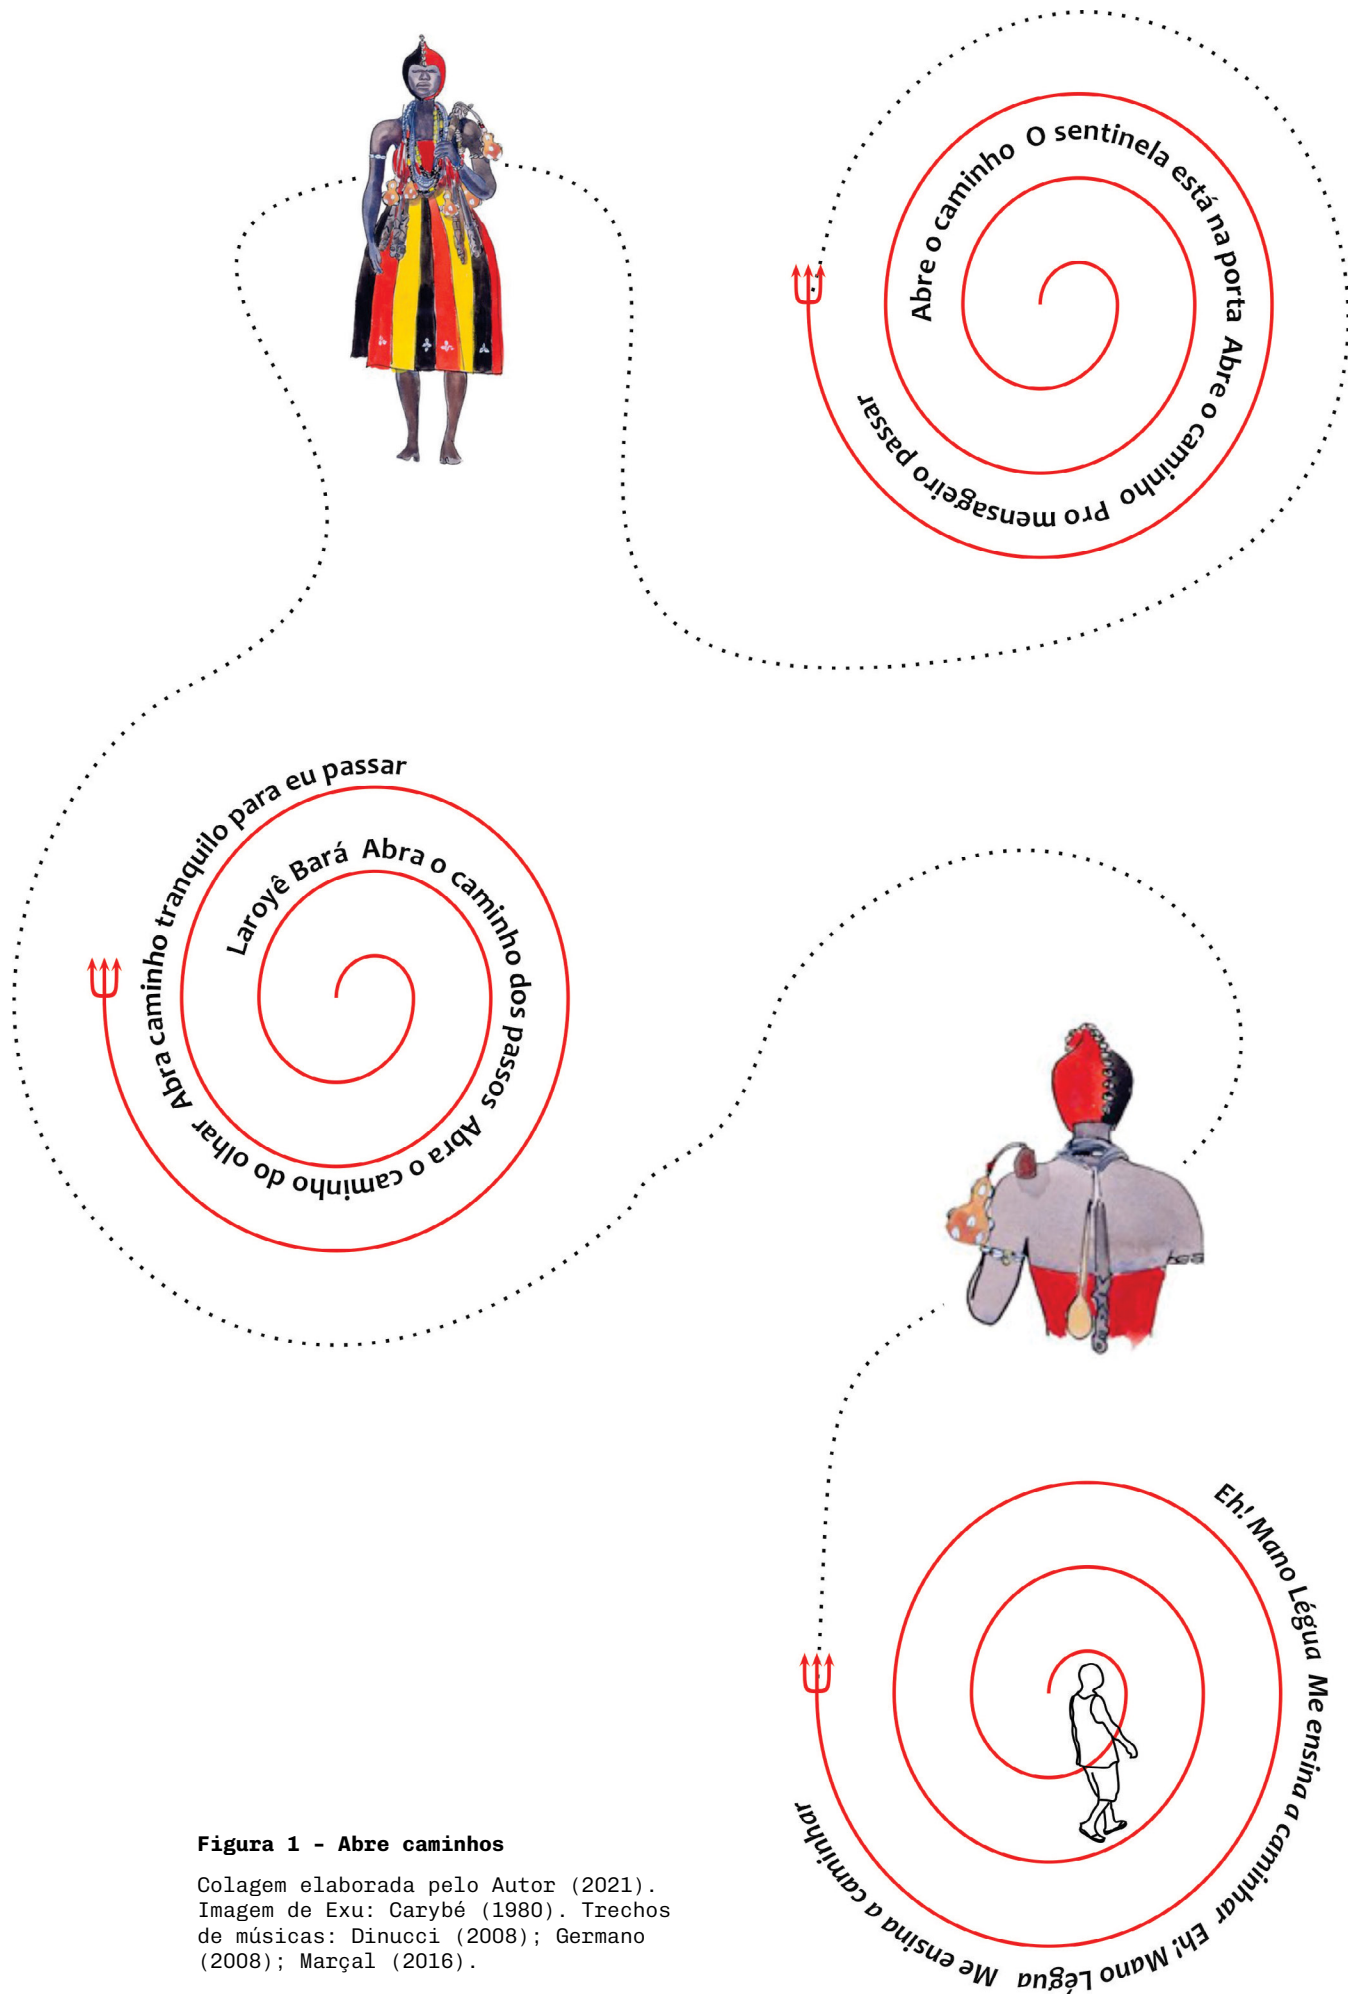 Abre o caminho O sentinela está na porta Abre o caminho Pro mensageiro passar
Laroyê Bará Abra o caminho dos passos Abra o caminho do olhar Abra caminho tranquilo para eu passar
Eh! Mano Légua Me ensina a caminhar Eh! Mano Légua Me ensina a caminhar
Figura 1 - Abre caminhos
Colagem elaborada pelo Autor (2021).
Imagem de Exu: Carybé (1980). Trechos
de músicas: Dinucci (2008); Germano
(2008); Marçal (2016).